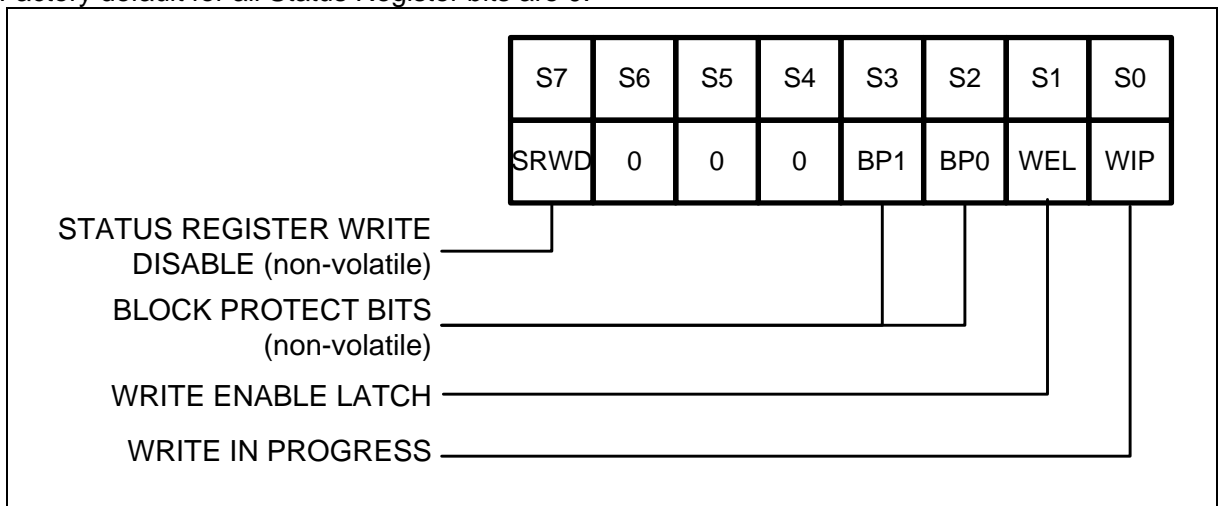 Factory default for all Status Register bits are 0.
S7 S6 S5 S4 S3 S2 S1 S0
SRWD 0 0 0 BP1 BP0 WEL WIP
STATUS REGISTER WRITE
DISABLE (non-volatile)
BLOCK PROTECT BITS
(non-volatile)
WRITE ENABLE LATCH
WRITE IN PROGRESS